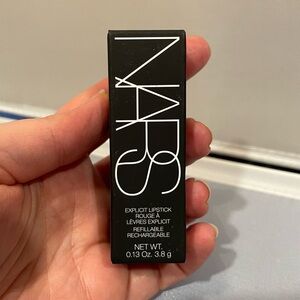 NARS
EXPLICIT LIPSTICK
ROUGE À
LÈVRES EXPLICIT
REFILLABLE
RECHARGEABLE
NET WT.
0.13 Oz. 3.8 g